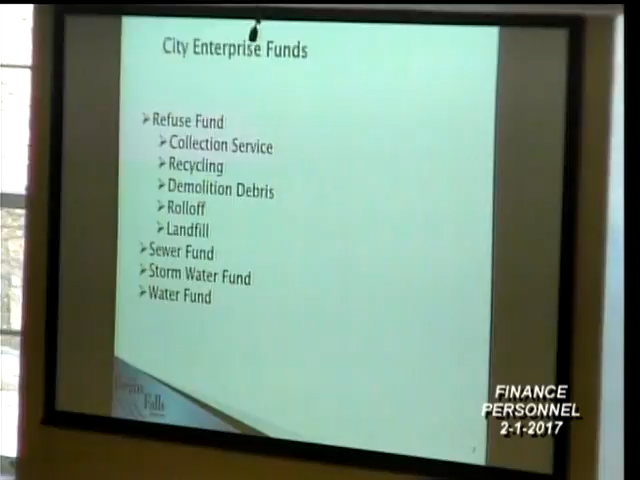 City Enterprise Funds
➢Refuse Fund
➢Collection Service
➢Recycling
➢Demolition Debris
➢Rolloff
➢Landfill
➢Sewer Fund
➢Storm Water Fund
➢Water Fund
Falls
FINANCE
PERSONNEL
2-1-2017